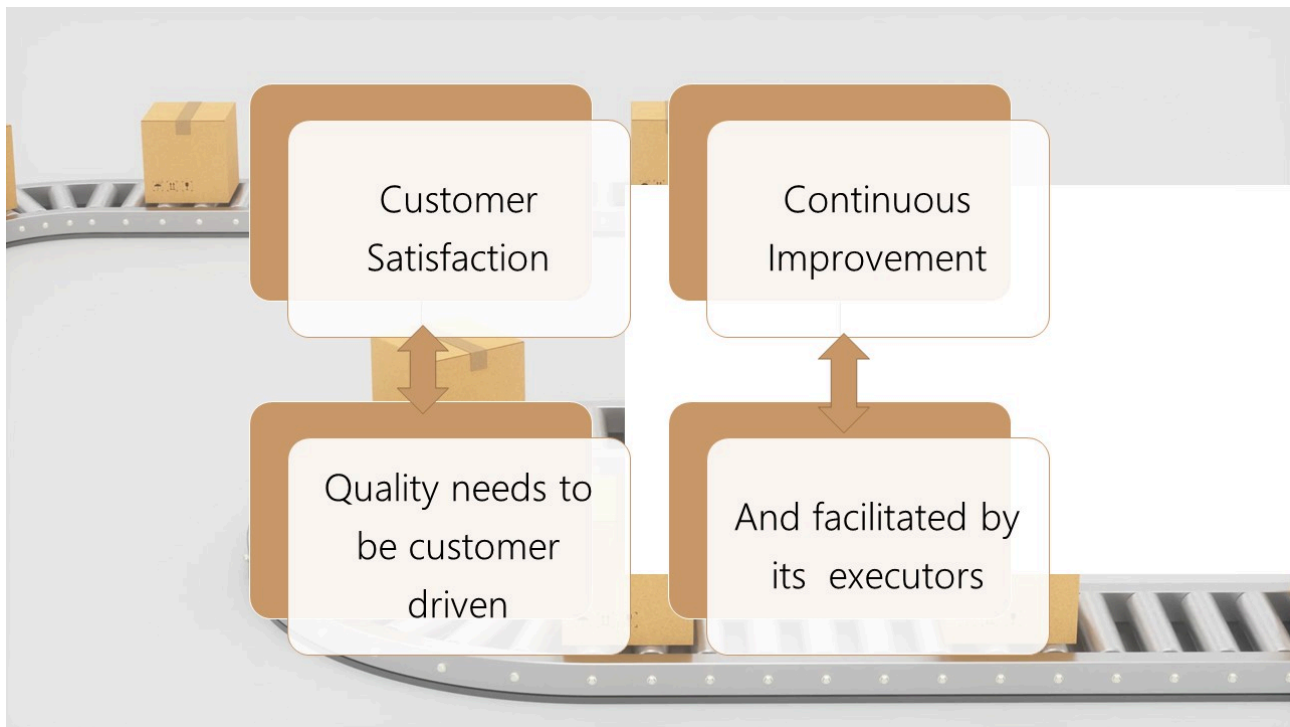 Customer
Satisfaction
Continuous
Improvement
Quality needs to
be customer
driven
And facilitated by
its  executors